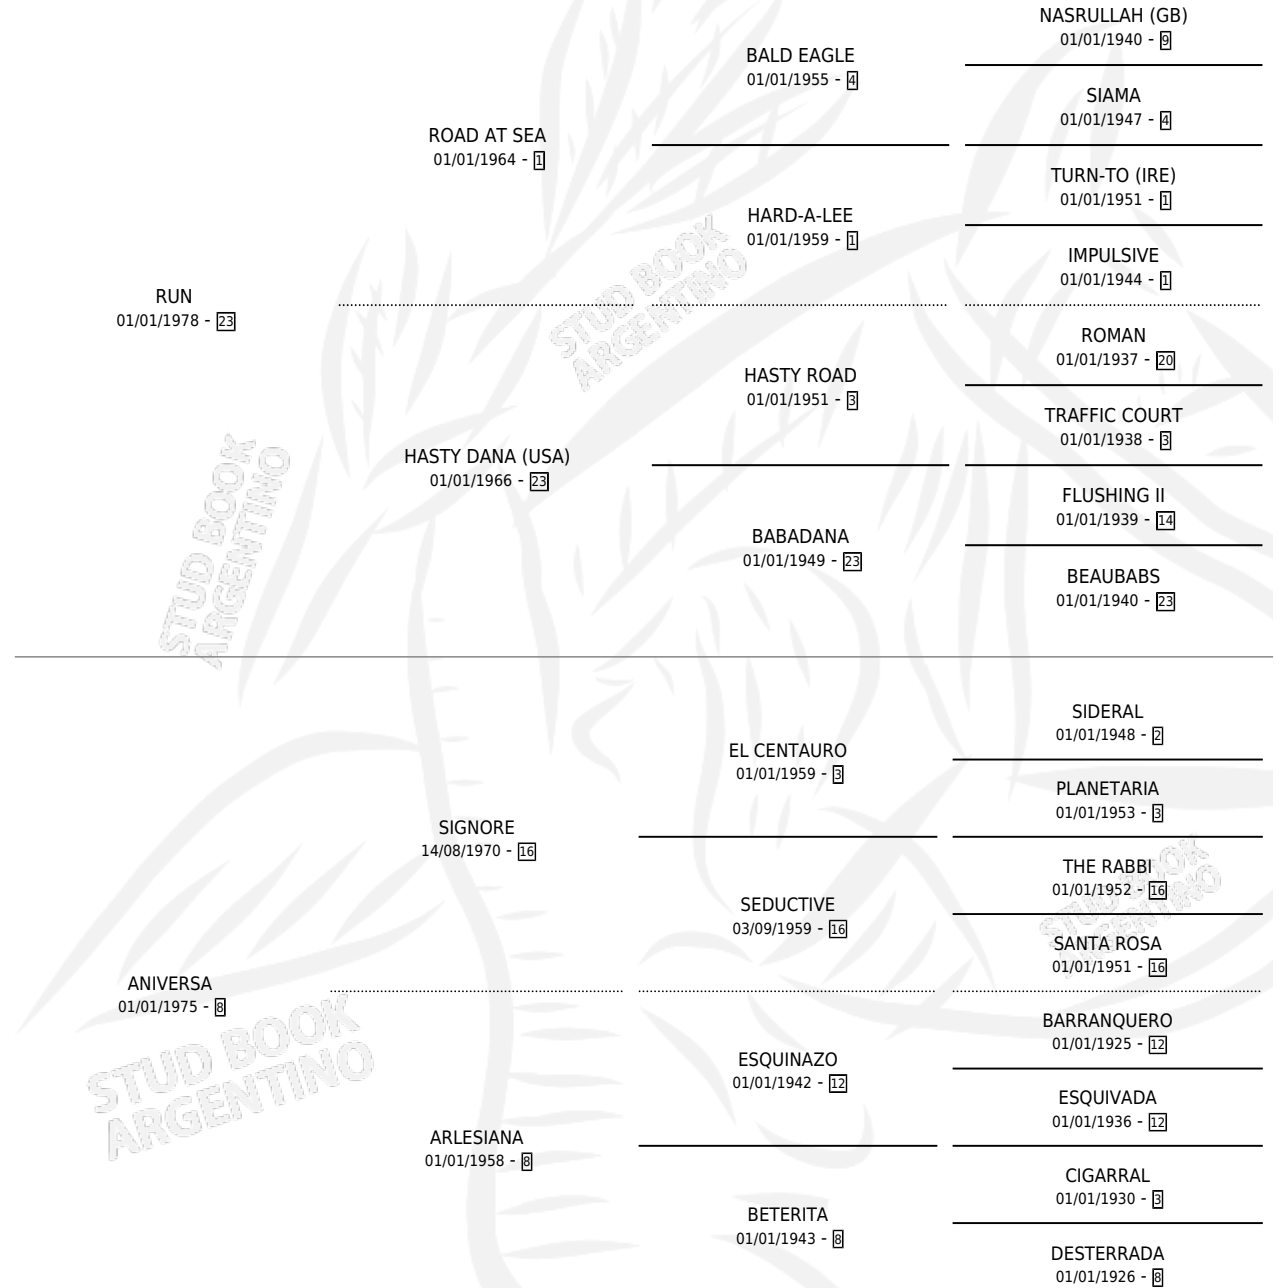 NASRULLAH (GB)
01/01/1940 - 9
BALD EAGLE
01/01/1955 - 4
SIAMA
01/01/1947 - 4
ROAD AT SEA
01/01/1964 - 1
TURN-TO (IRE)
01/01/1951 - 1
HARD-A-LEE
01/01/1959 - 1
IMPULSIVE
01/01/1944 - 1
RUN
01/01/1978 - 23
ROMAN
01/01/1937 - 20
HASTY ROAD
01/01/1951 - 3
TRAFFIC COURT
01/01/1938 - 3
HASTY DANA (USA)
01/01/1966 - 23
FLUSHING II
01/01/1939 - 14
BABADANA
01/01/1949 - 23
BEAUBABS
01/01/1940 - 23
STUD BOOK
ARGENTINO
STUD BOOK
ARGENTINO
SIDERAL
01/01/1948 - 2
EL CENTAURO
01/01/1959 - 3
PLANETARIA
01/01/1953 - 3
SIGNORE
14/08/1970 - 16
THE RABBI
01/01/1952 - 16
SEDUCTIVE
03/09/1959 - 16
SANTA ROSA
01/01/1951 - 16
STUD BOOK
ARGENTINO
ANIVERSA
01/01/1975 - 8
BARRANQUERO
01/01/1925 - 12
ESQUINAZO
01/01/1942 - 12
ESQUIVADA
01/01/1936 - 12
ARLESIANA
01/01/1958 - 8
CIGARRAL
01/01/1930 - 3
BETERITA
01/01/1943 - 8
DESTERRADA
01/01/1926 - 8
STUD BOOK
ARGENTINO